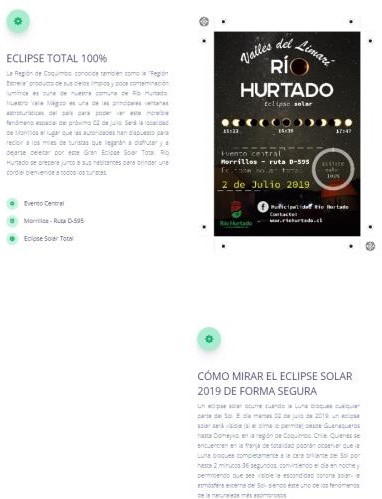 ECLIPSE TOTAL 100%
La Región de Coquimbo, conocida también como la "Región
Estrella" producto de sus cielos limpios y poca contaminación
lumínica es cuna de nuestra comuna de Río Hurtado.
Nuestro Valle Mágico es una de las principales ventanas
astroturísticas del país para poder ver este increíble
fenómeno espacial del próximo 02 de julio. Será la localidad
de Morrillos el lugar que las autoridades han dispuesto para
recibir a los miles de turistas que llegarán a disfrutar y a
dejarse deleitar por este Gran Eclipse Solar Total. Río
Hurtado se prepara junto a sus habitantes para brindar una
cordial bienvenida a todos los turistas.
Evento Central
Morrillos - Ruta D-595
Eclipse Solar Total
Valles del Limarí
RÍO
HURTADO
Eclipse solar
15:23 16:39 17:47
Evento central
Morrillos - ruta D-595
Eclipse solar total
2 de Julio 2019
ECLIPSE
solar
100%
Municipalidad Río Hurtado
Contacto:
www.riohurtado.cl
Río Hurtado
CÓMO MIRAR EL ECLIPSE SOLAR
2019 DE FORMA SEGURA
Un eclipse solar ocurre cuando la Luna bloquea cualquier
parte del Sol. El día martes 02 de julio de 2019, un eclipse
solar será visible (si el clima lo permite) desde Guanaqueros
hasta Domeyko, en la región de Coquimbo, Chile. Quienes se
encuentren en la franja de totalidad podrán observar que la
Luna bloquea completamente a la cara brillante del Sol por
hasta 2 minutos 36 segundos, convirtiendo el día en noche y
permitiendo que sea visible la escondida corona solar- la
atmósfera externa del Sol- siendo este uno de los fenómenos
de la naturaleza más asombrosos